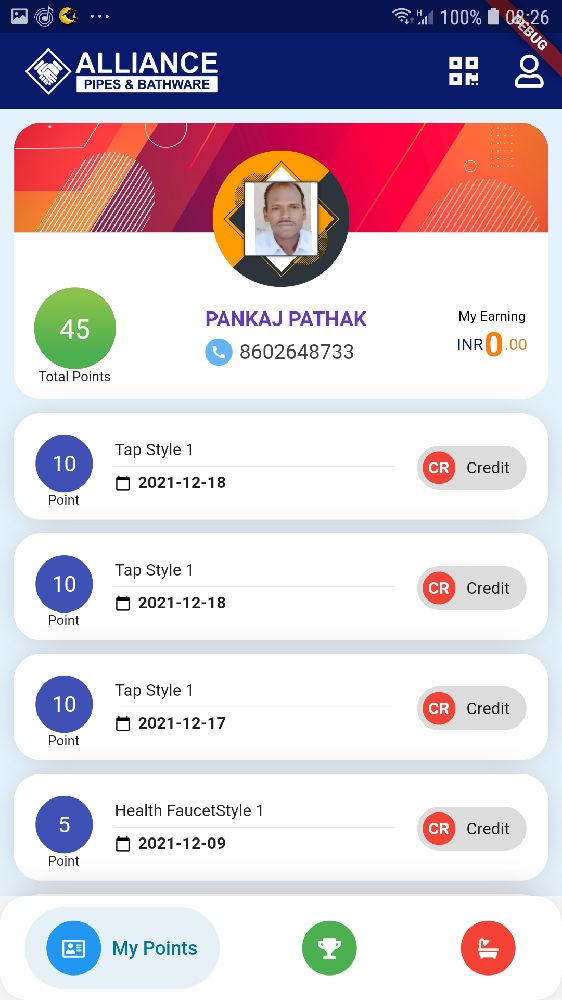 100% 08:26
DEBUG
ALLIANCE
PIPES & BATHWARE
PANKAJ PATHAK
8602648733
45
Total Points
My Earning
INR 0.00
10
Point
Tap Style 1
2021-12-18
CR Credit
10
Point
Tap Style 1
2021-12-18
CR Credit
10
Point
Tap Style 1
2021-12-17
CR Credit
5
Point
Health FaucetStyle 1
2021-12-09
CR Credit
My Points